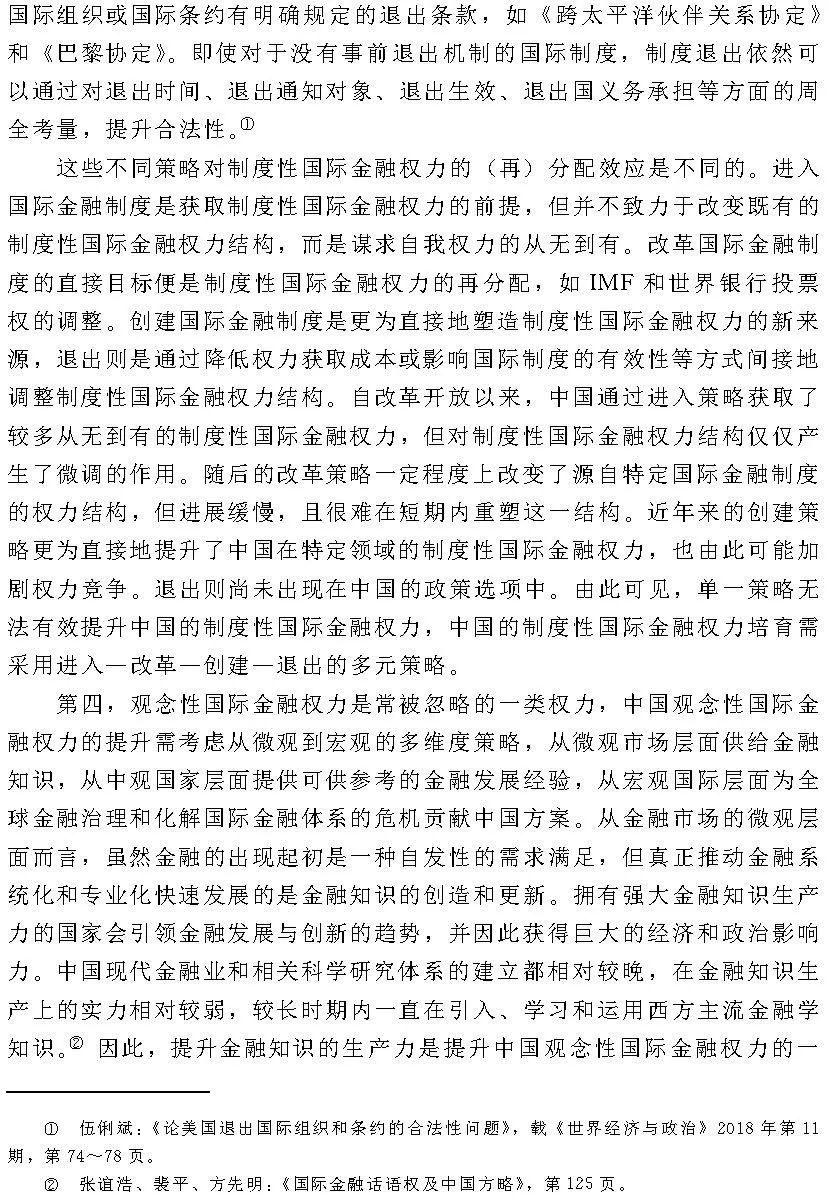 国际组织或国际条约有明确规定的退出条款，如《跨太平洋伙伴关系协定》
和《巴黎协定》。即使对于没有事前退出机制的国际制度，制度退出依然可
以通过对退出时间、退出通知对象、退出生效、退出国义务承担等方面的周
全考量，提升合法性。①
这些不同策略对制度性国际金融权力的（再）分配效应是不同的。进入
国际金融制度是获取制度性国际金融权力的前提，但并不致力于改变既有的
制度性国际金融权力结构，而是谋求自我权力的从无到有。改革国际金融制
度的直接目标便是制度性国际金融权力的再分配，如 IMF 和世界银行投票
权的调整。创建国际金融制度是更为直接地塑造制度性国际金融权力的新来
源，退出则是通过降低权力获取成本或影响国际制度的有效性等方式间接地
调整制度性国际金融权力结构。自改革开放以来，中国通过进入策略获取了
较多从无到有的制度性国际金融权力，但对制度性国际金融权力结构仅仅产
生了微调的作用。随后的改革策略一定程度上改变了源自特定国际金融制度
的权力结构，但进展缓慢，且很难在短期内重塑这一结构。近年来的创建策
略更为直接地提升了中国在特定领域的制度性国际金融权力，也由此可能加
剧权力竞争。退出则尚未出现在中国的政策选项中。由此可见，单一策略无
法有效提升中国的制度性国际金融权力，中国的制度性国际金融权力培育需
采用进入—改革—创建—退出的多元策略。
第四，观念性国际金融权力是常被忽略的一类权力，中国观念性国际金
融权力的提升需考虑从微观到宏观的多维度策略，从微观市场层面供给金融
知识，从中观国家层面提供可供参考的金融发展经验，从宏观国际层面为全
球金融治理和化解国际金融体系的危机贡献中国方案。从金融市场的微观层
面而言，虽然金融的出现起初是一种自发性的需求满足，但真正推动金融系
统化和专业化快速发展的是金融知识的创造和更新。拥有强大金融知识生产
力的国家会引领金融发展与创新的趋势，并因此获得巨大的经济和政治影响
力。中国现代金融业和相关科学研究体系的建立都相对较晚，在金融知识生
产上的实力相对较弱，较长时期内一直在引入、学习和运用西方主流金融学
知识。② 因此，提升金融知识的生产力是提升中国观念性国际金融权力的一
① 伍俐斌：《论美国退出国际组织和条约的合法性问题》，载《世界经济与政治》2018 年第 11
期，第 74～78 页。
② 张谊浩、裴平、方先明：《国际金融话语权及中国方略》，第 125 页。